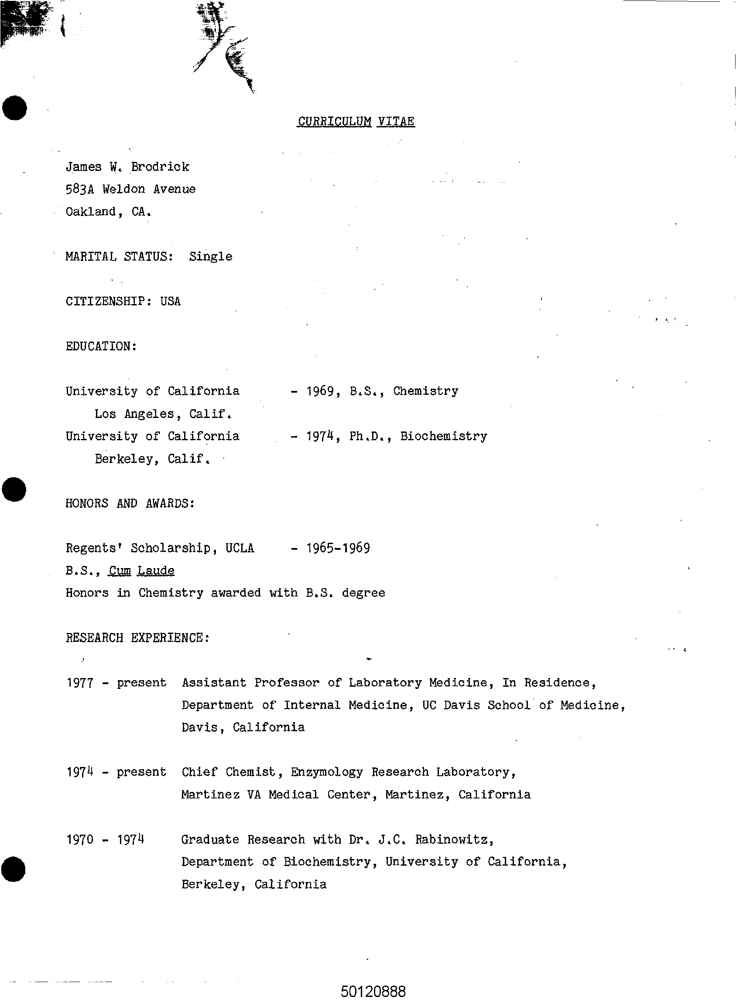 CURRICULUM VITAE
James W. Brodrick
583A Weldon Avenue
Oakland, CA.
MARITAL STATUS: Single
CITIZENSHIP: USA
EDUCATION:
University of California - 1969, B.S., Chemistry
Los Angeles, Calif.
University of California - 1974, Ph.D., Biochemistry
Berkeley, Calif.
HONORS AND AWARDS:
Regents' Scholarship, UCLA - 1965-1969
B.S., Cum Laude
Honors in Chemistry awarded with B.S. degree
RESEARCH EXPERIENCE:
1977 - present Assistant Professor of Laboratory Medicine, In Residence,
Department of Internal Medicine, UC Davis School of Medicine,
Davis, California
1974 - present Chief Chemist, Enzymology Research Laboratory,
Martinez VA Medical Center, Martinez, California
1970 - 1974 Graduate Research with Dr. J.C. Rabinowitz,
Department of Biochemistry, University of California,
Berkeley, California
50120888